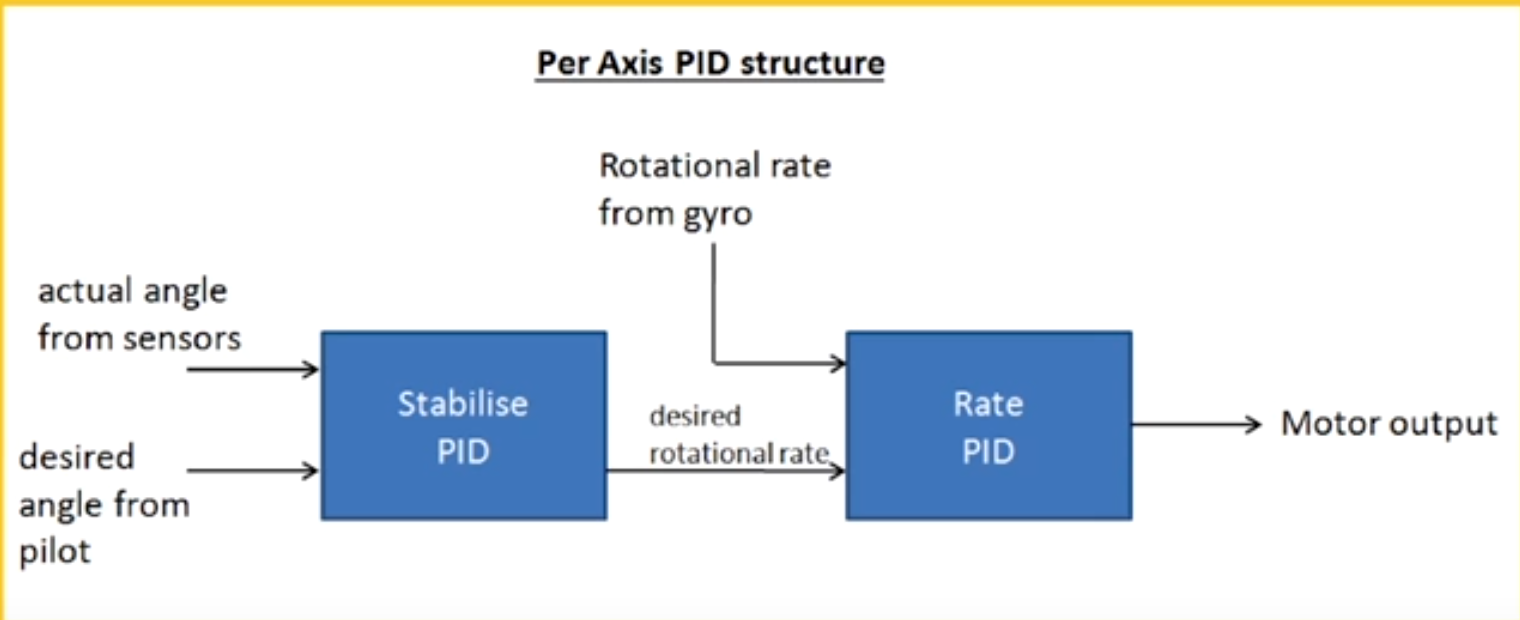 Per Axis PID structure
Rotational rate
from gyro
actual angle
from sensors
desired
angle from
pilot
Stabilise
PID
desired
rotational rate
Rate
PID
Motor output